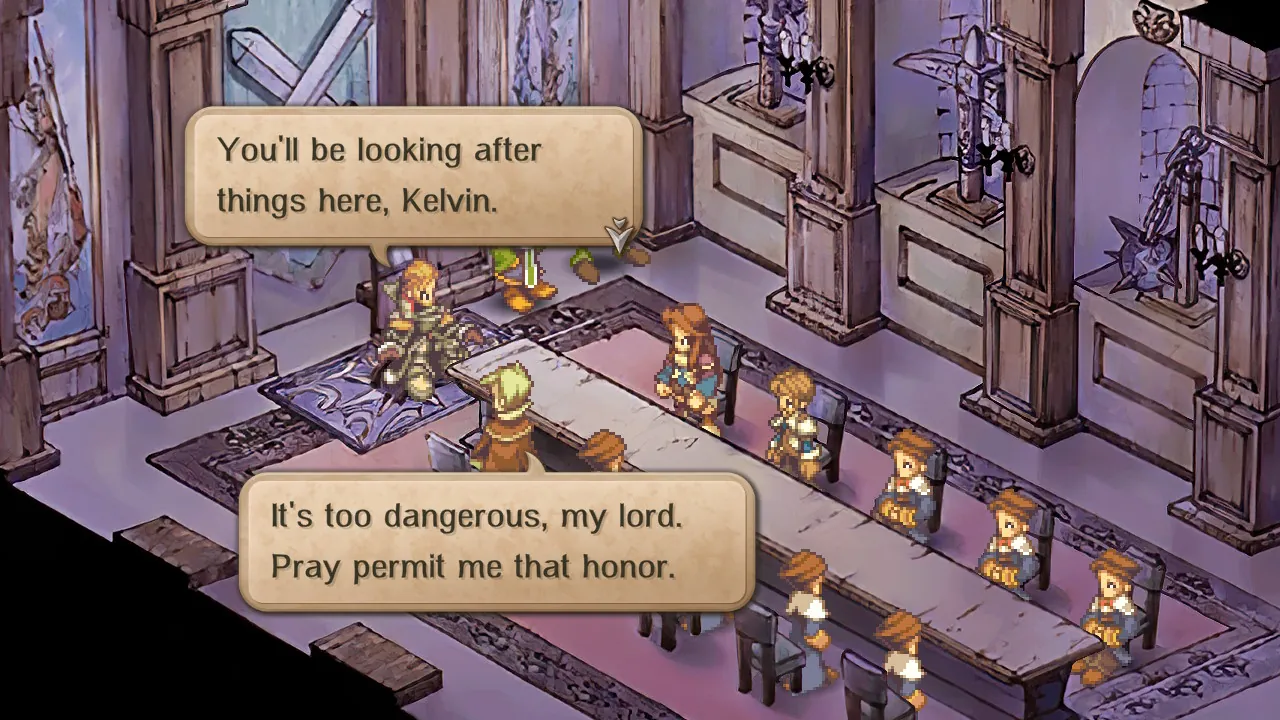 You'll be looking after
things here, Kelvin.
It's too dangerous, my lord.
Pray permit me that honor.